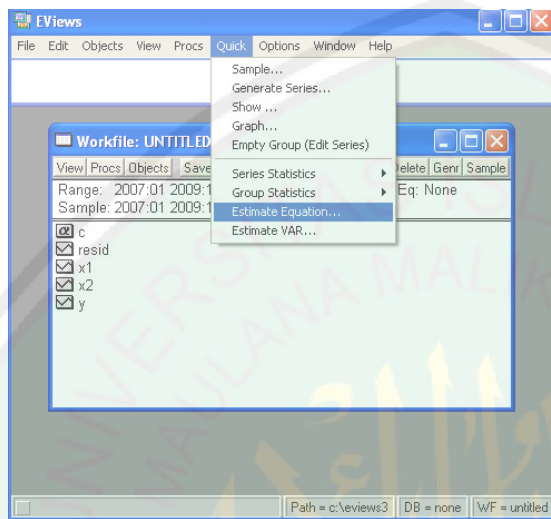 EViews
File Edit Objects View Procs Quick Options Window Help
Sample...
Generate Series...
Show ...
Graph...
Empty Group (Edit Series)
Series Statistics
Group Statistics
Estimate Equation...
Estimate VAR...
Workfile: UNTITLED
View Procs Objects Save Delete Genr Sample
Range: 2007:01 2009:1 Eq: None
Sample: 2007:01 2009:1
α c
resid
x1
x2
y
Path = c:\eviews3 DB = none WF = untitled
UNIVERS
MAULANA MALIK